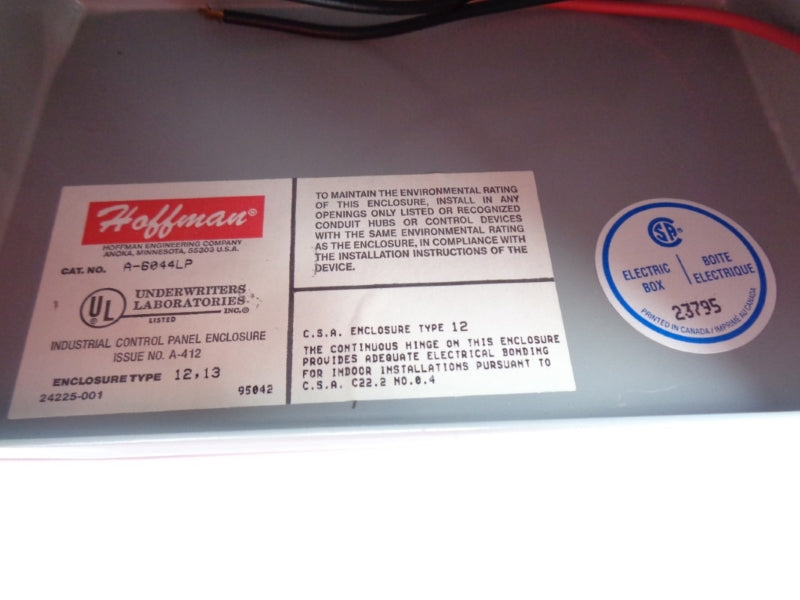 Hoffman®
HOFFMAN ENGINEERING COMPANY
ANOKA, MINNESOTA, 55303 U.S.A.
CAT. NO. A-6044LP
UL
LISTED
UNDERWRITERS
LABORATORIES
INC.®
INDUSTRIAL CONTROL PANEL ENCLOSURE
ISSUE NO. A-412
ENCLOSURE TYPE 12,13
24225-001 95042
TO MAINTAIN THE ENVIRONMENTAL RATING
OF THIS ENCLOSURE, INSTALL IN ANY
OPENINGS ONLY LISTED OR RECOGNIZED
CONDUIT HUBS OR CONTROL DEVICES
WITH THE SAME ENVIRONMENTAL RATING
AS THE ENCLOSURE, IN COMPLIANCE WITH
THE INSTALLATION INSTRUCTIONS OF THE
DEVICE.
C.S.A. ENCLOSURE TYPE 12
THE CONTINUOUS HINGE ON THIS ENCLOSURE
PROVIDES ADEQUATE ELECTRICAL BONDING
FOR INDOOR INSTALLATIONS PURSUANT TO
C.S.A. C22.2 NO.0.4
SA®
ELECTRIC
BOX
BOITE
ELECTRIQUE
23795
PRINTED IN CANADA / IMPRIME AU CANADA